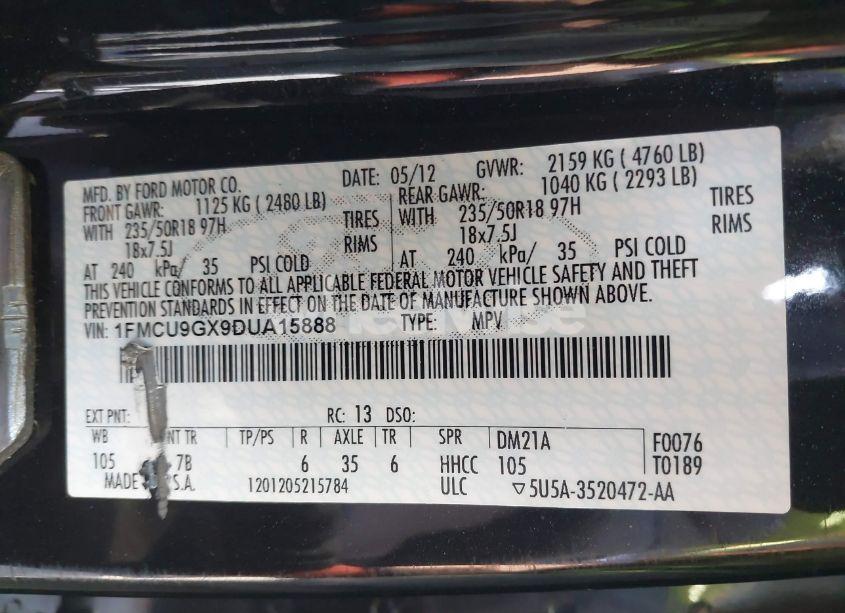 MFD. BY FORD MOTOR CO. DATE: 05/12 GVWR: 2159 KG ( 4760 LB)
FRONT GAWR: 1125 KG ( 2480 LB) REAR GAWR: 1040 KG ( 2293 LB)
WITH 235/50R18 97H TIRES WITH 235/50R18 97H TIRES
18x7.5J RIMS 18x7.5J RIMS
AT 240 kPa/ 35 PSI COLD AT 240 kPa/ 35 PSI COLD
THIS VEHICLE CONFORMS TO ALL APPLICABLE FEDERAL MOTOR VEHICLE SAFETY AND THEFT
PREVENTION STANDARDS IN EFFECT ON THE DATE OF MANUFACTURE SHOWN ABOVE.
VIN: 1FMCU9GX9DUA15888 TYPE: MPV
EXT PNT: RC: 13 DSO:
WB NT TR TP/PS R AXLE TR SPR DM21A F0076
105 7B 6 35 6 HHCC 105 T0189
MADE .S.A. 1201205215784 ULC ▽5U5A-3520472-AA